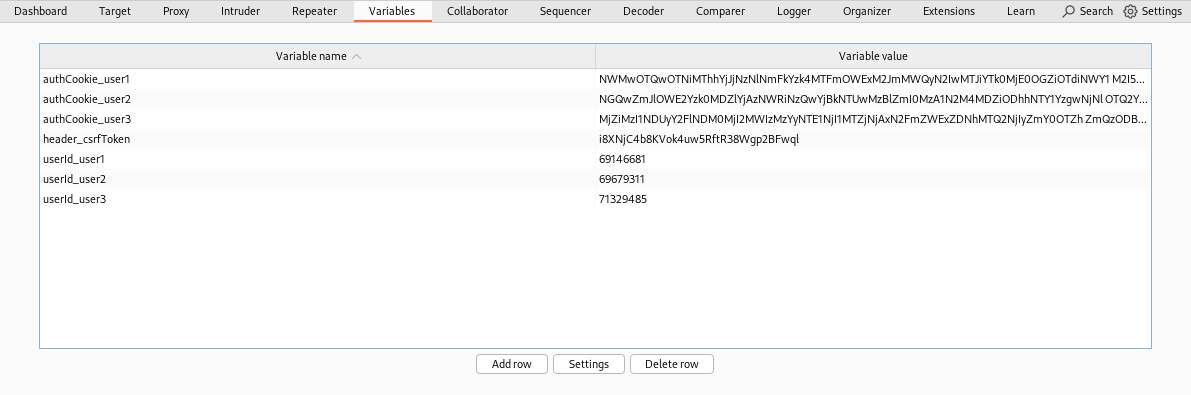 Dashboard Target Proxy Intruder Repeater Variables Collaborator Sequencer Decoder Comparer Logger Organizer Extensions Learn Search Settings
Variable name Variable value
authCookie_user1 NWMwOTQwOTNiMThhYjJjNzNlNmFkYzk4MTFmOWExM2JmMWQyN2IwMTJiYTk0MjE0OGZiOTdiNWY1 M2I5...
authCookie_user2 NGQwZmJlOWE2Yzk0MDZlYjAzNWRiNzQwYjBkNTUwMzBlZmI0MzA1N2M4MDZiODhhNTY1YzgwNjNl OTQ2Y...
authCookie_user3 MjZiMzI1NDUyY2FlNDM0MjI2MWIzMzYyNTE1NjI1MTZjNjAxN2FmZWExZDNhMTQ2NjIyZmY0OTZh ZmQzODB...
header_csrfToken i8XNjC4b8KVok4uw5RftR38Wgp2BFwql
userId_user1 69146681
userId_user2 69679311
userId_user3 71329485
Add row Settings Delete row